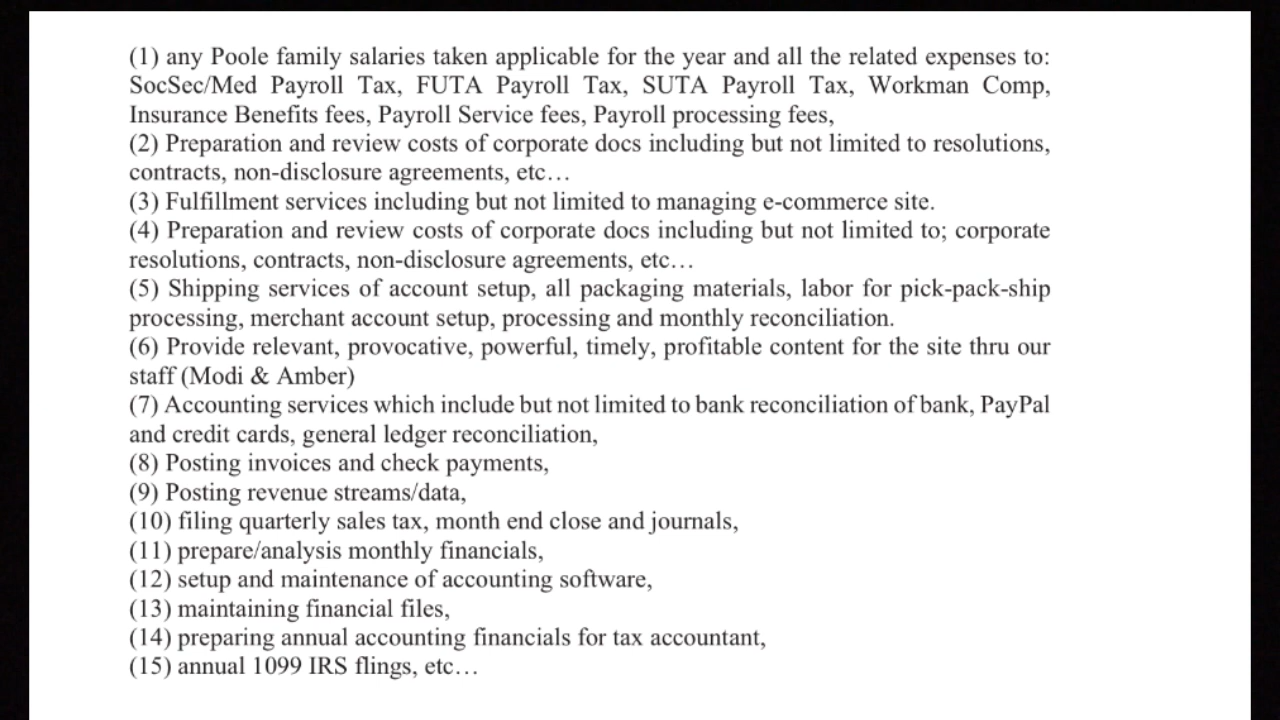 (1) any Poole family salaries taken applicable for the year and all the related expenses to:
SocSec/Med Payroll Tax, FUTA Payroll Tax, SUTA Payroll Tax, Workman Comp,
Insurance Benefits fees, Payroll Service fees, Payroll processing fees,
(2) Preparation and review costs of corporate docs including but not limited to resolutions,
contracts, non-disclosure agreements, etc…
(3) Fulfillment services including but not limited to managing e-commerce site.
(4) Preparation and review costs of corporate docs including but not limited to; corporate
resolutions, contracts, non-disclosure agreements, etc…
(5) Shipping services of account setup, all packaging materials, labor for pick-pack-ship
processing, merchant account setup, processing and monthly reconciliation.
(6) Provide relevant, provocative, powerful, timely, profitable content for the site thru our
staff (Modi & Amber)
(7) Accounting services which include but not limited to bank reconciliation of bank, PayPal
and credit cards, general ledger reconciliation,
(8) Posting invoices and check payments,
(9) Posting revenue streams/data,
(10) filing quarterly sales tax, month end close and journals,
(11) prepare/analysis monthly financials,
(12) setup and maintenance of accounting software,
(13) maintaining financial files,
(14) preparing annual accounting financials for tax accountant,
(15) annual 1099 IRS flings, etc…